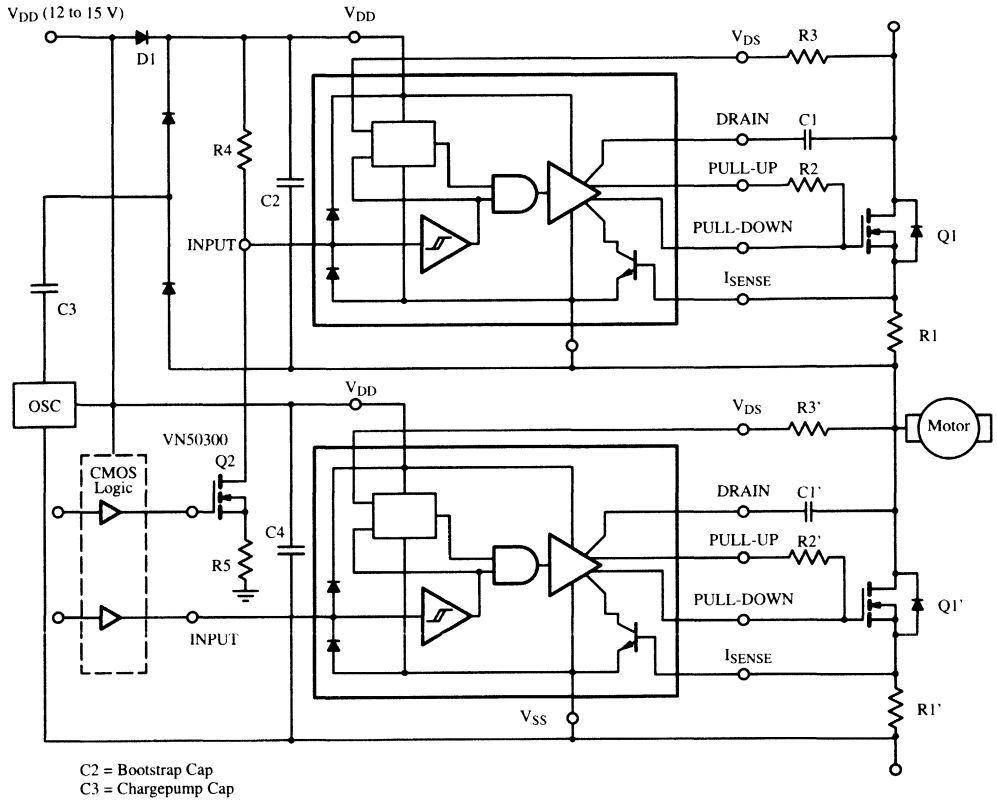 VDD (12 to 15 V)
D1
VDD
VDS
R3
DRAIN
C1
PULL-UP
R2
R4
C2
INPUT
PULL-DOWN
Q1
ISENSE
C3
R1
OSC
VDD
VDS
R3'
Motor
VN50300
Q2
CMOS
Logic
DRAIN
C1'
C4
PULL-UP
R2'
R5
PULL-DOWN
Q1'
INPUT
ISENSE
VSS
R1'
C2 = Bootstrap Cap
C3 = Chargepump Cap